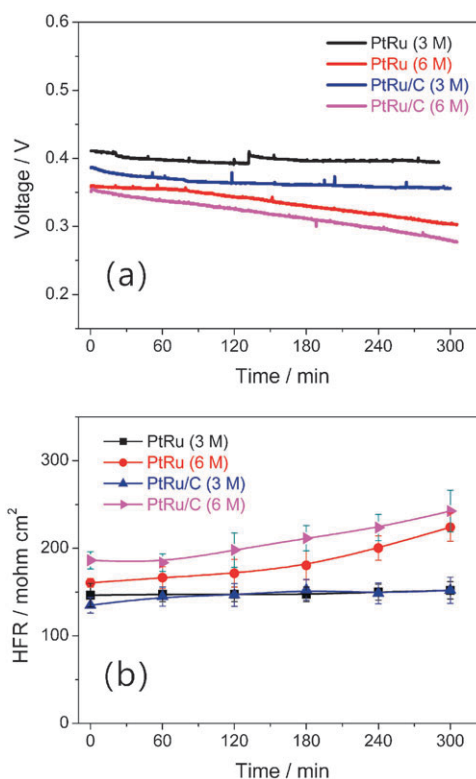 0.6
PtRu (3 M)
PtRu (6 M)
PtRu/C (3 M)
PtRu/C (6 M)
0.5
0.4
0.3
0.2
Voltage / V
(a)
0 60 120 180 240 300
Time / min
PtRu (3 M)
PtRu (6 M)
PtRu/C (3 M)
PtRu/C (6 M)
300
200
100
0
HFR / mohm cm²
(b)
0 60 120 180 240 300
Time / min